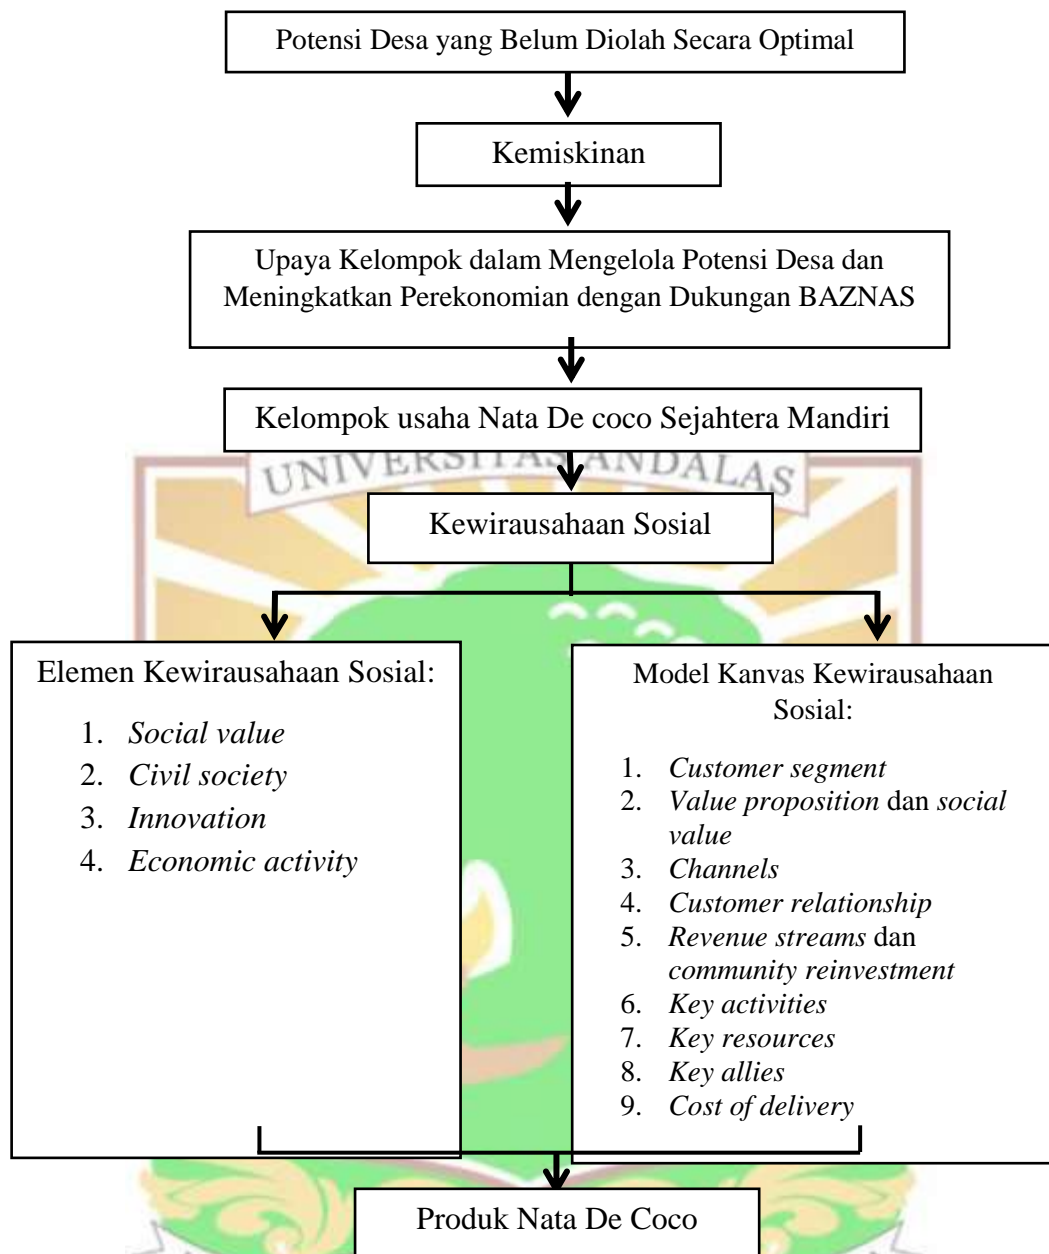 Potensi Desa yang Belum Diolah Secara Optimal
Kemiskinan
Upaya Kelompok dalam Mengelola Potensi Desa dan
Meningkatkan Perekonomian dengan Dukungan BAZNAS
Kelompok usaha Nata De coco Sejahtera Mandiri
UNIVERSITAS ANDALAS
Kewirausahaan Sosial
Elemen Kewirausahaan Sosial:
1. Social value
2. Civil society
3. Innovation
4. Economic activity
Model Kanvas Kewirausahaan
Sosial:
1. Customer segment
2. Value proposition dan social
value
3. Channels
4. Customer relationship
5. Revenue streams dan
community reinvestment
6. Key activities
7. Key resources
8. Key allies
9. Cost of delivery
Produk Nata De Coco